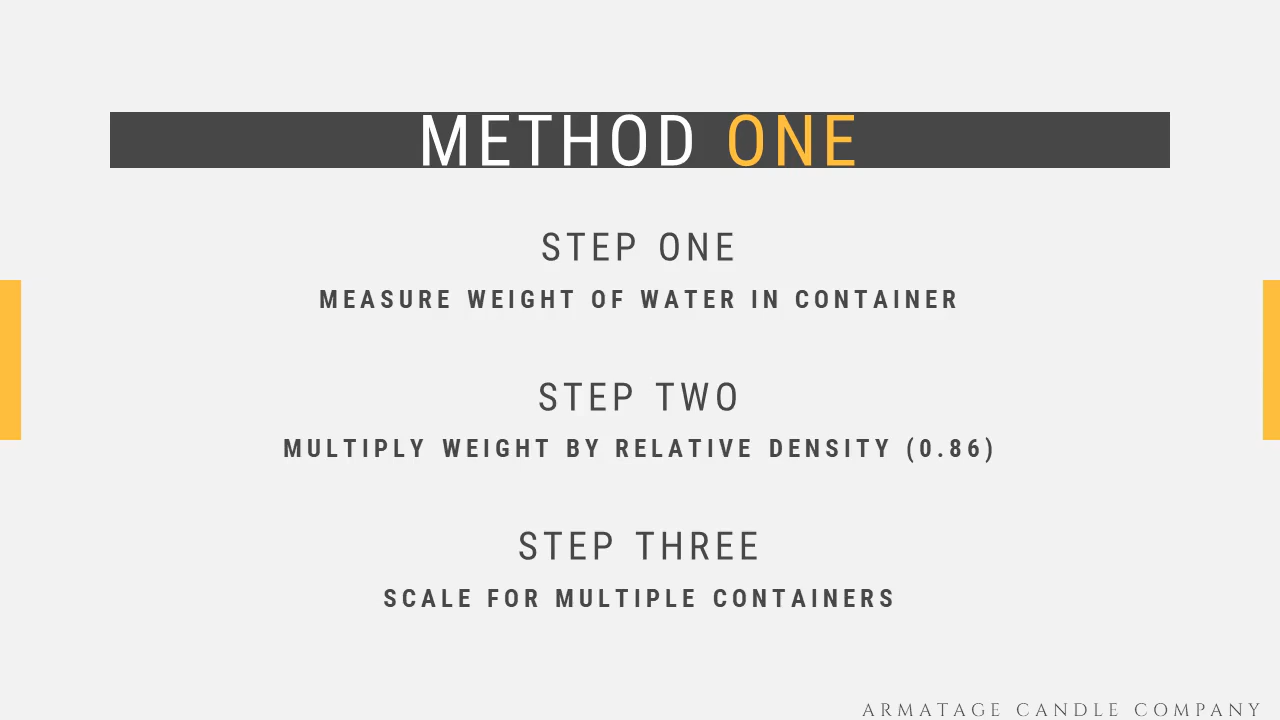 METHOD ONE
STEP ONE
MEASURE WEIGHT OF WATER IN CONTAINER
STEP TWO
MULTIPLY WEIGHT BY RELATIVE DENSITY (0.86)
STEP THREE
SCALE FOR MULTIPLE CONTAINERS
ARMATAGE CANDLE COMPANY